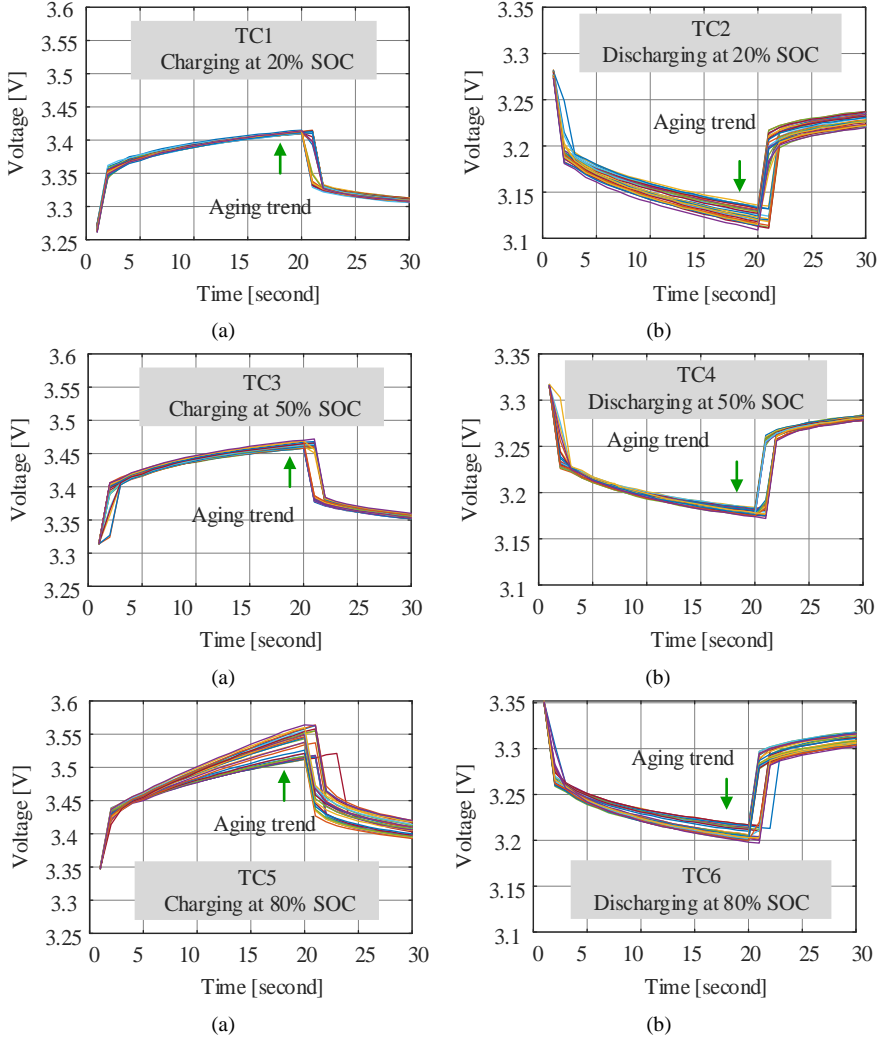 3.6
3.55
3.5
3.45
3.4
3.35
3.3
3.25
Voltage [V]
TC1
Charging at 20% SOC
Aging trend
0 5 10 15 20 25 30
Time [second]
(a)
3.3
3.25
3.2
3.15
3.1
Voltage [V]
TC2
Discharging at 20% SOC
Aging trend
0 5 10 15 20 25 30
Time [second]
(b)
3.6
3.55
3.5
3.45
3.4
3.35
3.3
3.25
Voltage [V]
TC3
Charging at 50% SOC
Aging trend
0 5 10 15 20 25 30
Time [second]
(a)
3.35
3.3
3.25
3.2
3.15
3.1
Voltage [V]
TC4
Discharging at 50% SOC
Aging trend
0 5 10 15 20 25 30
Time [second]
(b)
3.6
3.55
3.5
3.45
3.4
3.35
3.3
3.25
Voltage [V]
Aging trend
TC5
Charging at 80% SOC
0 5 10 15 20 25 30
Time [second]
(a)
3.35
3.3
3.25
3.2
3.15
3.1
Voltage [V]
Aging trend
TC6
Discharging at 80% SOC
0 5 10 15 20 25 30
Time [second]
(b)